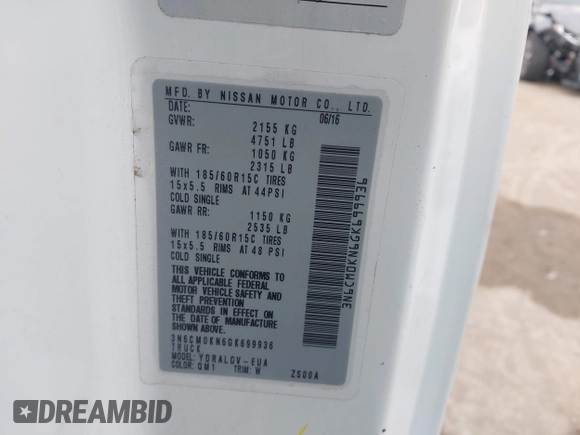 MFD. BY NISSAN MOTOR CO., LTD.
DATE: 06/16
GVWR: 2155 KG
4751 LB
GAWR FR: 1050 KG
2315 LB
WITH 185/60R15C TIRES
15x5.5 RIMS AT 44PSI
COLD SINGLE
GAWR RR: 1150 KG
2535 LB
WITH 185/60R15C TIRES
15x5.5 RIMS AT 48 PSI
COLD SINGLE
THIS VEHICLE CONFORMS TO
ALL APPLICABLE FEDERAL
MOTOR VEHICLE SAFETY AND
THEFT PREVENTION
STANDARDS IN EFFECT ON
THE DATE OF MANUFACTURE
SHOWN ABOVE.
3N6CM0KN6GK699936
TRUCK
MODEL: YDRALOV-EUA
COLOR: QM1 TRIM: W ZS00A
3N6CM0KN6GK699936
DREAMBID